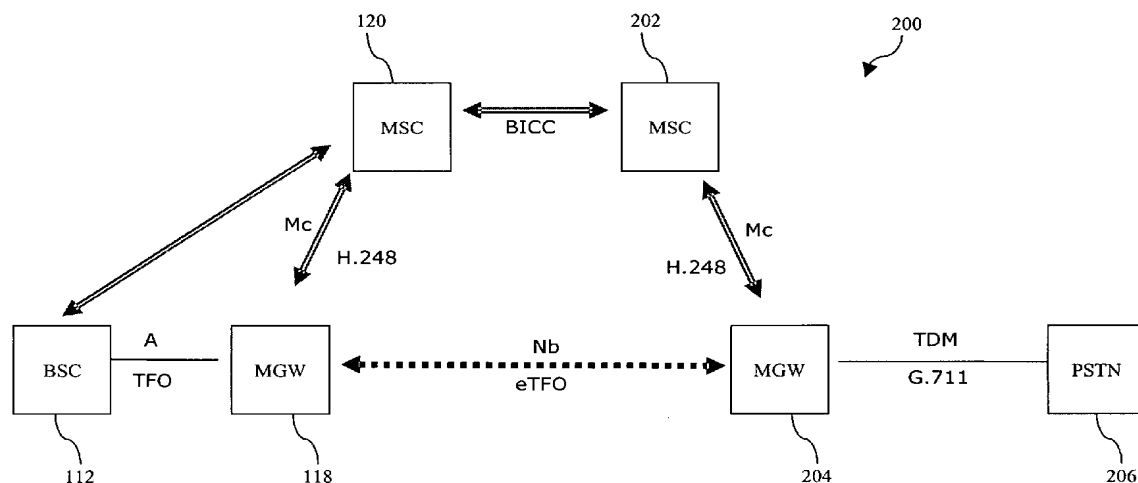 120
202
200
MSC
BICC
MSC
Mc
H.248
Mc
H.248
BSC
A
TFO
MGW
Nb
eTFO
MGW
TDM
G.711
PSTN
112
118
204
206